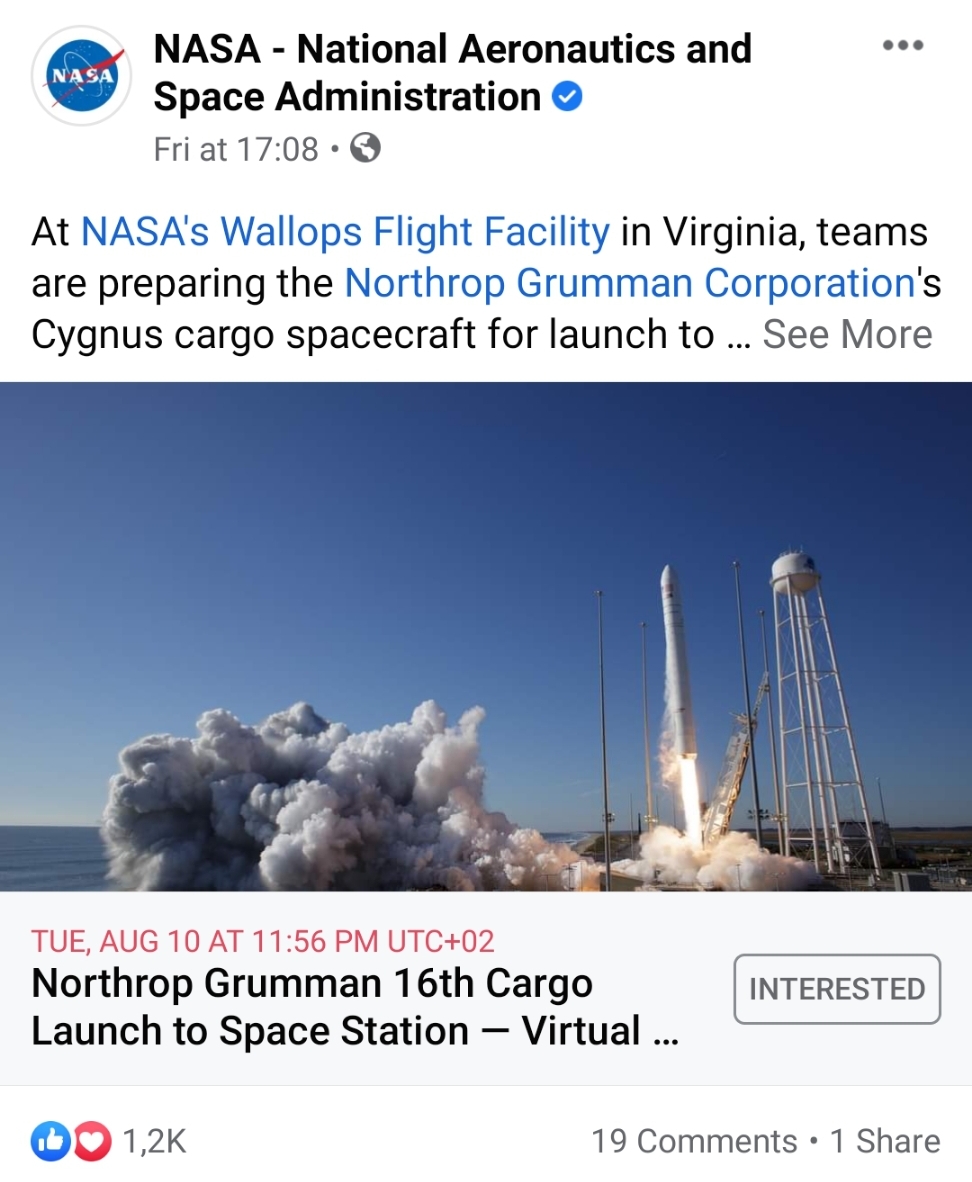 NASA
NASA - National Aeronautics and
Space Administration
Fri at 17:08 •
At NASA's Wallops Flight Facility in Virginia, teams
are preparing the Northrop Grumman Corporation's
Cygnus cargo spacecraft for launch to ... See More
TUE, AUG 10 AT 11:56 PM UTC+02
Northrop Grumman 16th Cargo
Launch to Space Station — Virtual ...
INTERESTED
1,2K
19 Comments • 1 Share